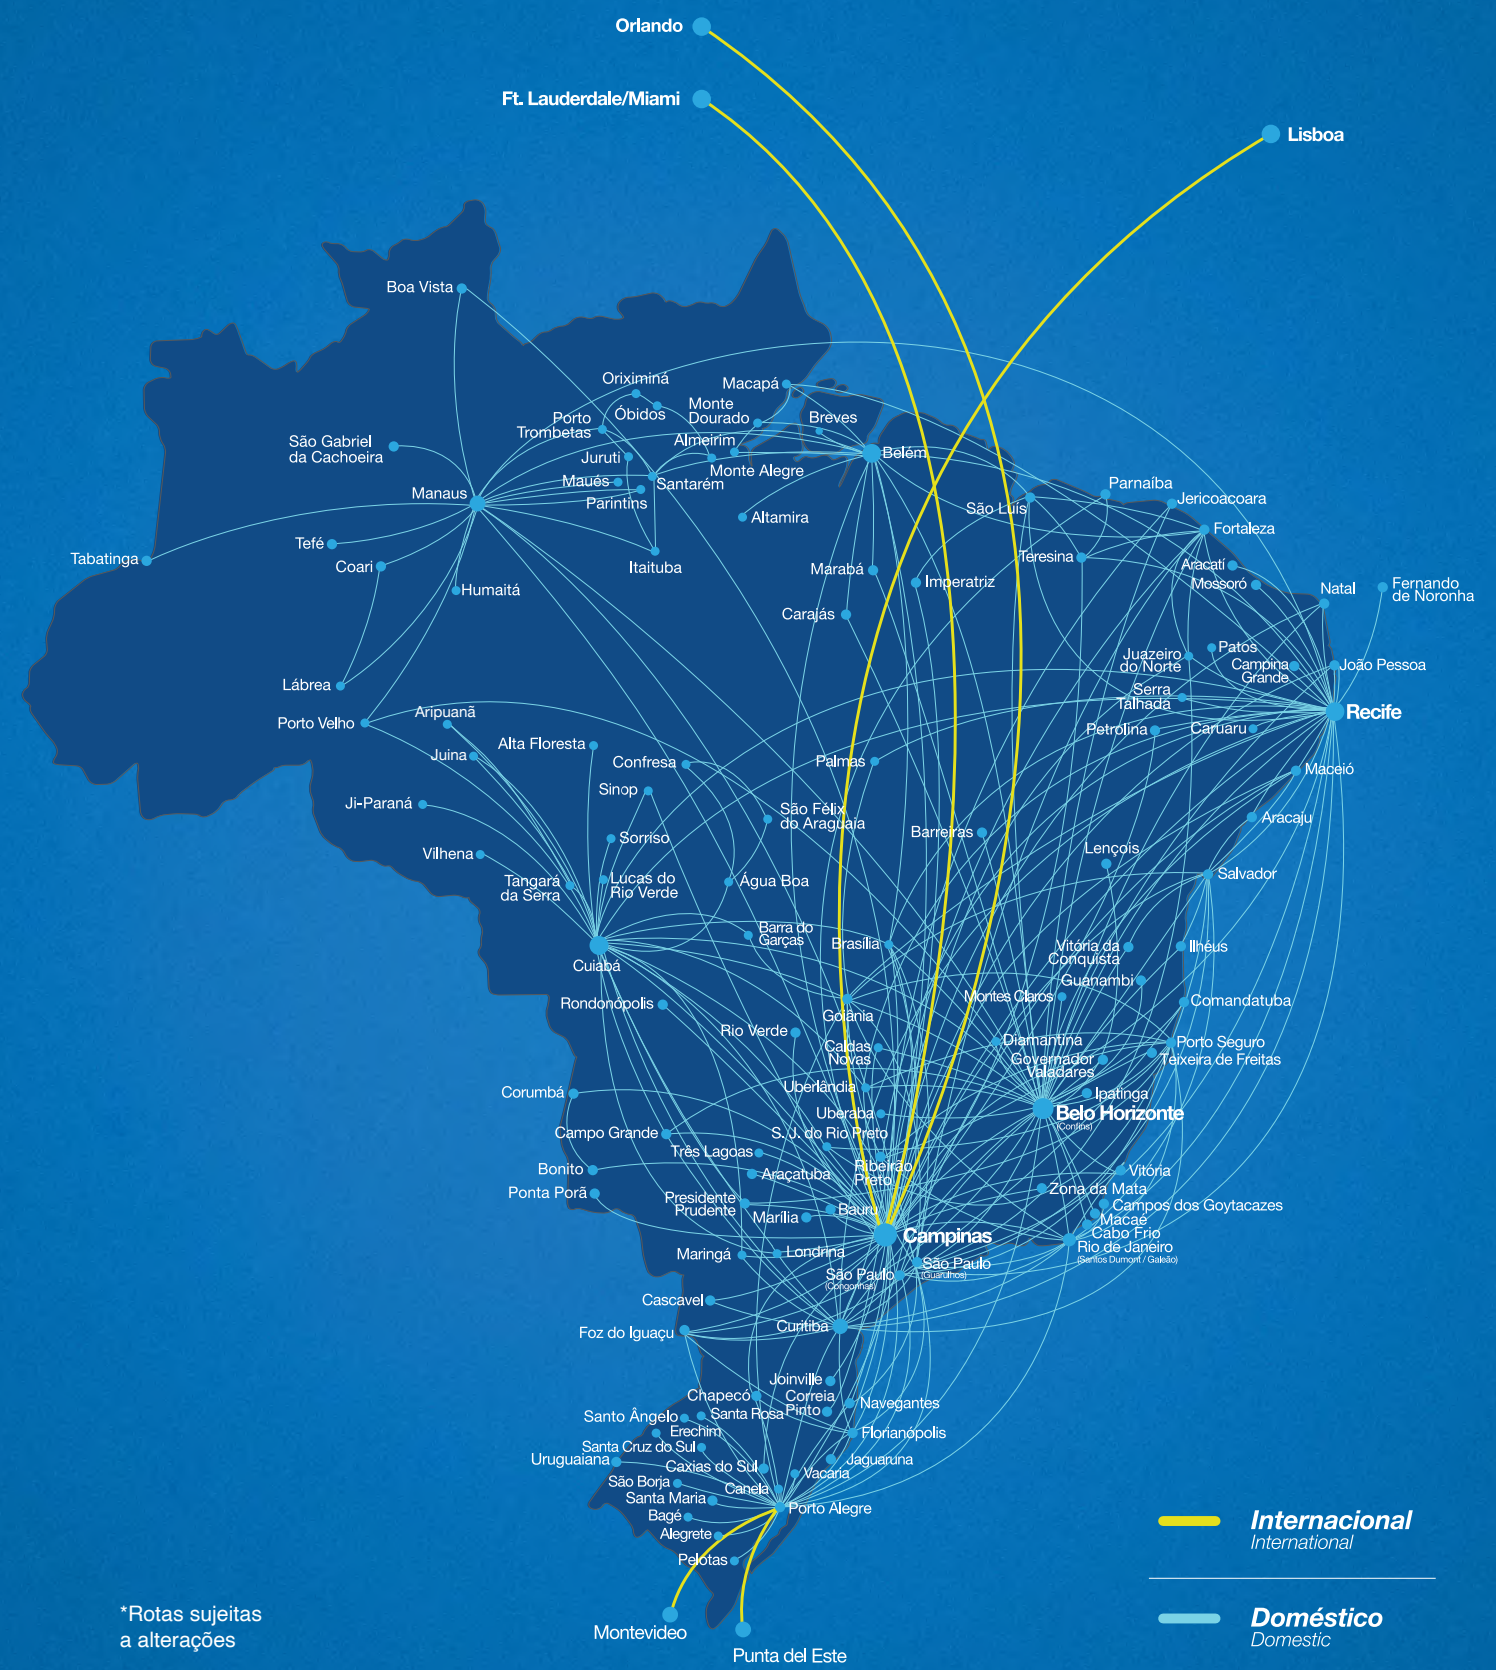 Orlando
Ft. Lauderdale/Miami
Lisboa
Boa Vista
Oriximiná
Macapá
Óbidos
Monte
Dourado
Breves
Porto
Trombetas
São Gabriel
da Cachoeira
Almeirim
Belém
Juruti
Monte Alegre
Maués
Santarém
Parintins
Manaus
Parnaíba
Jericoacoara
São Luís
Altamira
Fortaleza
Tefé
Tabatinga
Coari
Itaituba
Teresina
Aracatí
Marabá
Imperatriz
Mossoró
Natal
Fernando
de Noronha
Humaitá
Carajás
Juazeiro
do Norte
Patos
Campina
Grande
João Pessoa
Lábrea
Serra
Talhada
Recife
Porto Velho
Aripuanã
Petrolina
Caruaru
Alta Floresta
Juina
Confresa
Palmas
Maceió
Sinop
Ji-Paraná
São Félix
do Araguaia
Aracaju
Sorriso
Barreiras
Lençois
Vilhena
Tangará
da Serra
Lucas do
Rio Verde
Água Boa
Salvador
Barra do
Garças
Brasília
Vitória da
Conquista
Ilhéus
Cuiabá
Guanambi
Rondonópolis
Montes Claros
Comandatuba
Goiânia
Rio Verde
Caldas
Novas
Diamantina
Porto Seguro
Governador
Valadares
Teixeira de Freitas
Corumbá
Uberlândia
Ipatinga
Uberaba
Belo Horizonte
(Confins)
Campo Grande
S. J. do Rio Preto
Três Lagoas
Ribeirão
Preto
Bonito
Araçatuba
Vitória
Ponta Porã
Zona da Mata
Presidente
Prudente
Bauru
Campos dos Goytacazes
Marília
Macaé
Cabo Frio
Campinas
Rio de Janeiro
(Santos Dumont / Galeão)
Maringá
Londrina
São Paulo
(Guarulhos)
São Paulo
(Congonhas)
Cascavel
Foz do Iguaçu
Curitiba
Joinville
Chapecó
Correia
Pinto
Navegantes
Santo Ângelo
Santa Rosa
Erechim
Florianópolis
Santa Cruz do Sul
Uruguaiana
Caxias do Sul
Jaguaruna
Vacaria
São Borja
Canela
Santa Maria
Porto Alegre
Bagé
Alegrete
Pelotas
Montevideo
Punta del Este
*Rotas sujeitas
a alterações
Internacional
International
Doméstico
Domestic